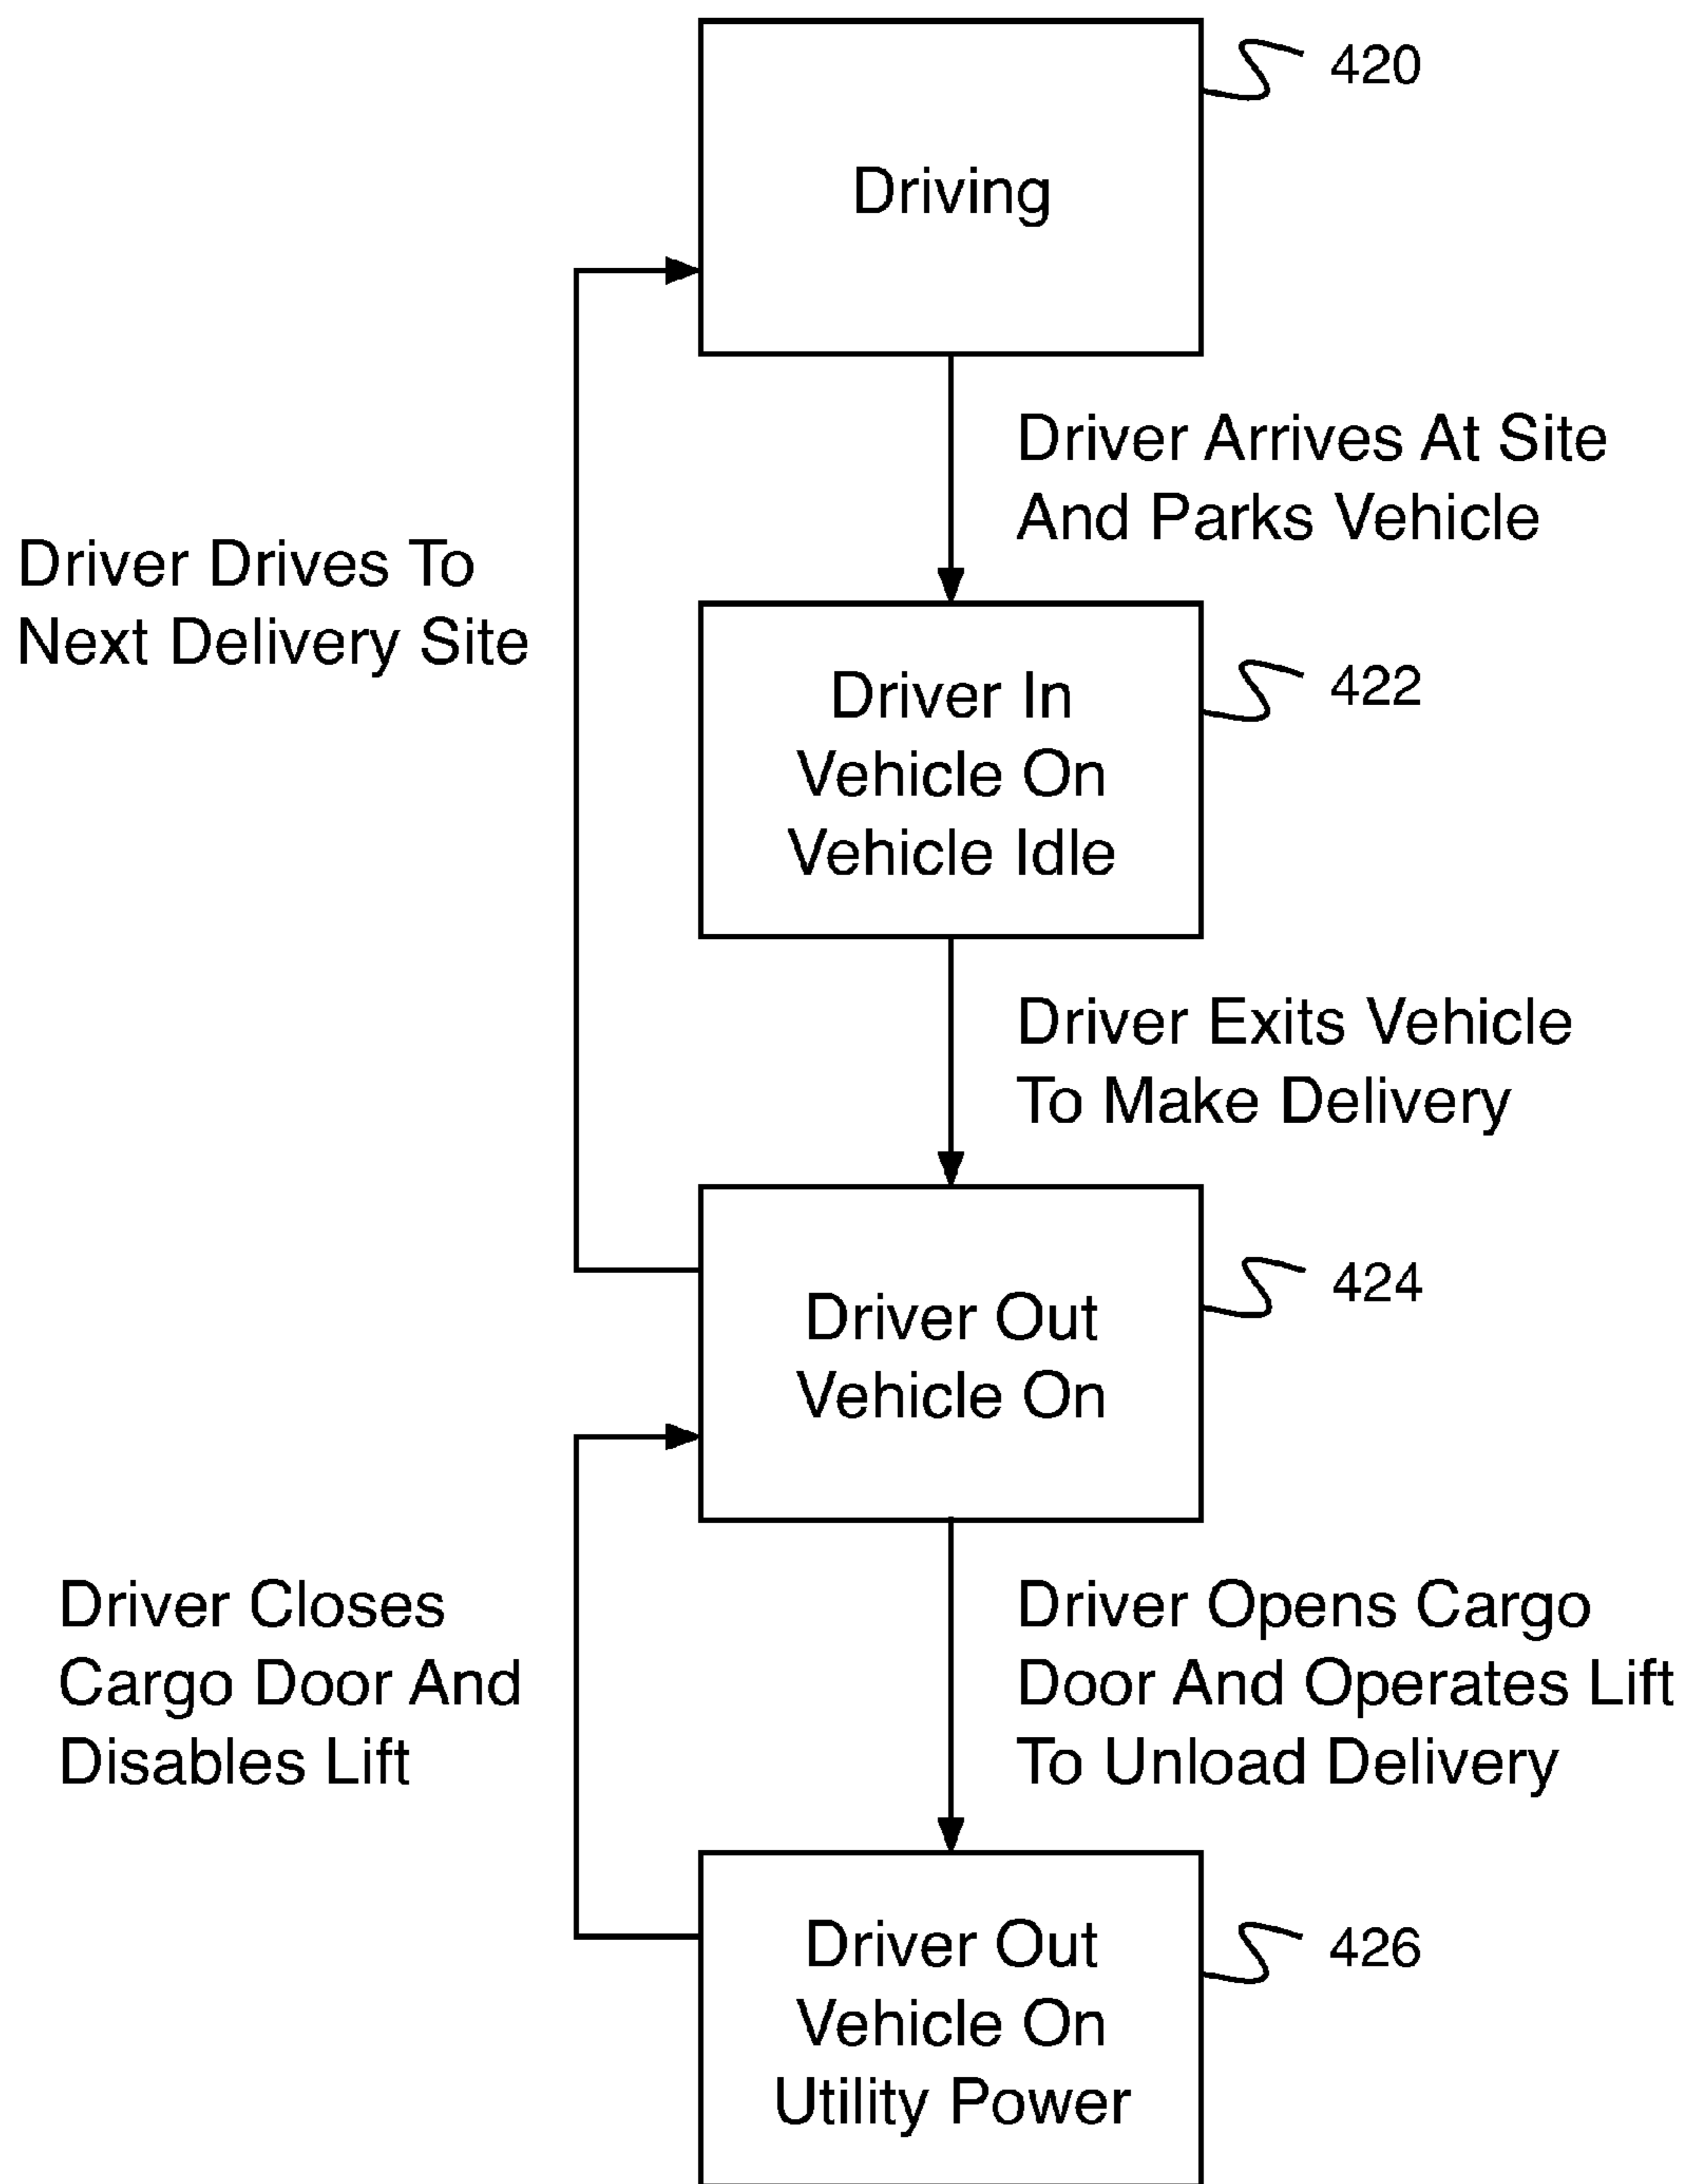 420
Driving
Driver Arrives At Site
And Parks Vehicle
Driver Drives To
Next Delivery Site
Driver In
Vehicle On
Vehicle Idle
422
Driver Exits Vehicle
To Make Delivery
Driver Out
Vehicle On
424
Driver Closes
Cargo Door And
Disables Lift
Driver Opens Cargo
Door And Operates Lift
To Unload Delivery
Driver Out
Vehicle On
Utility Power
426